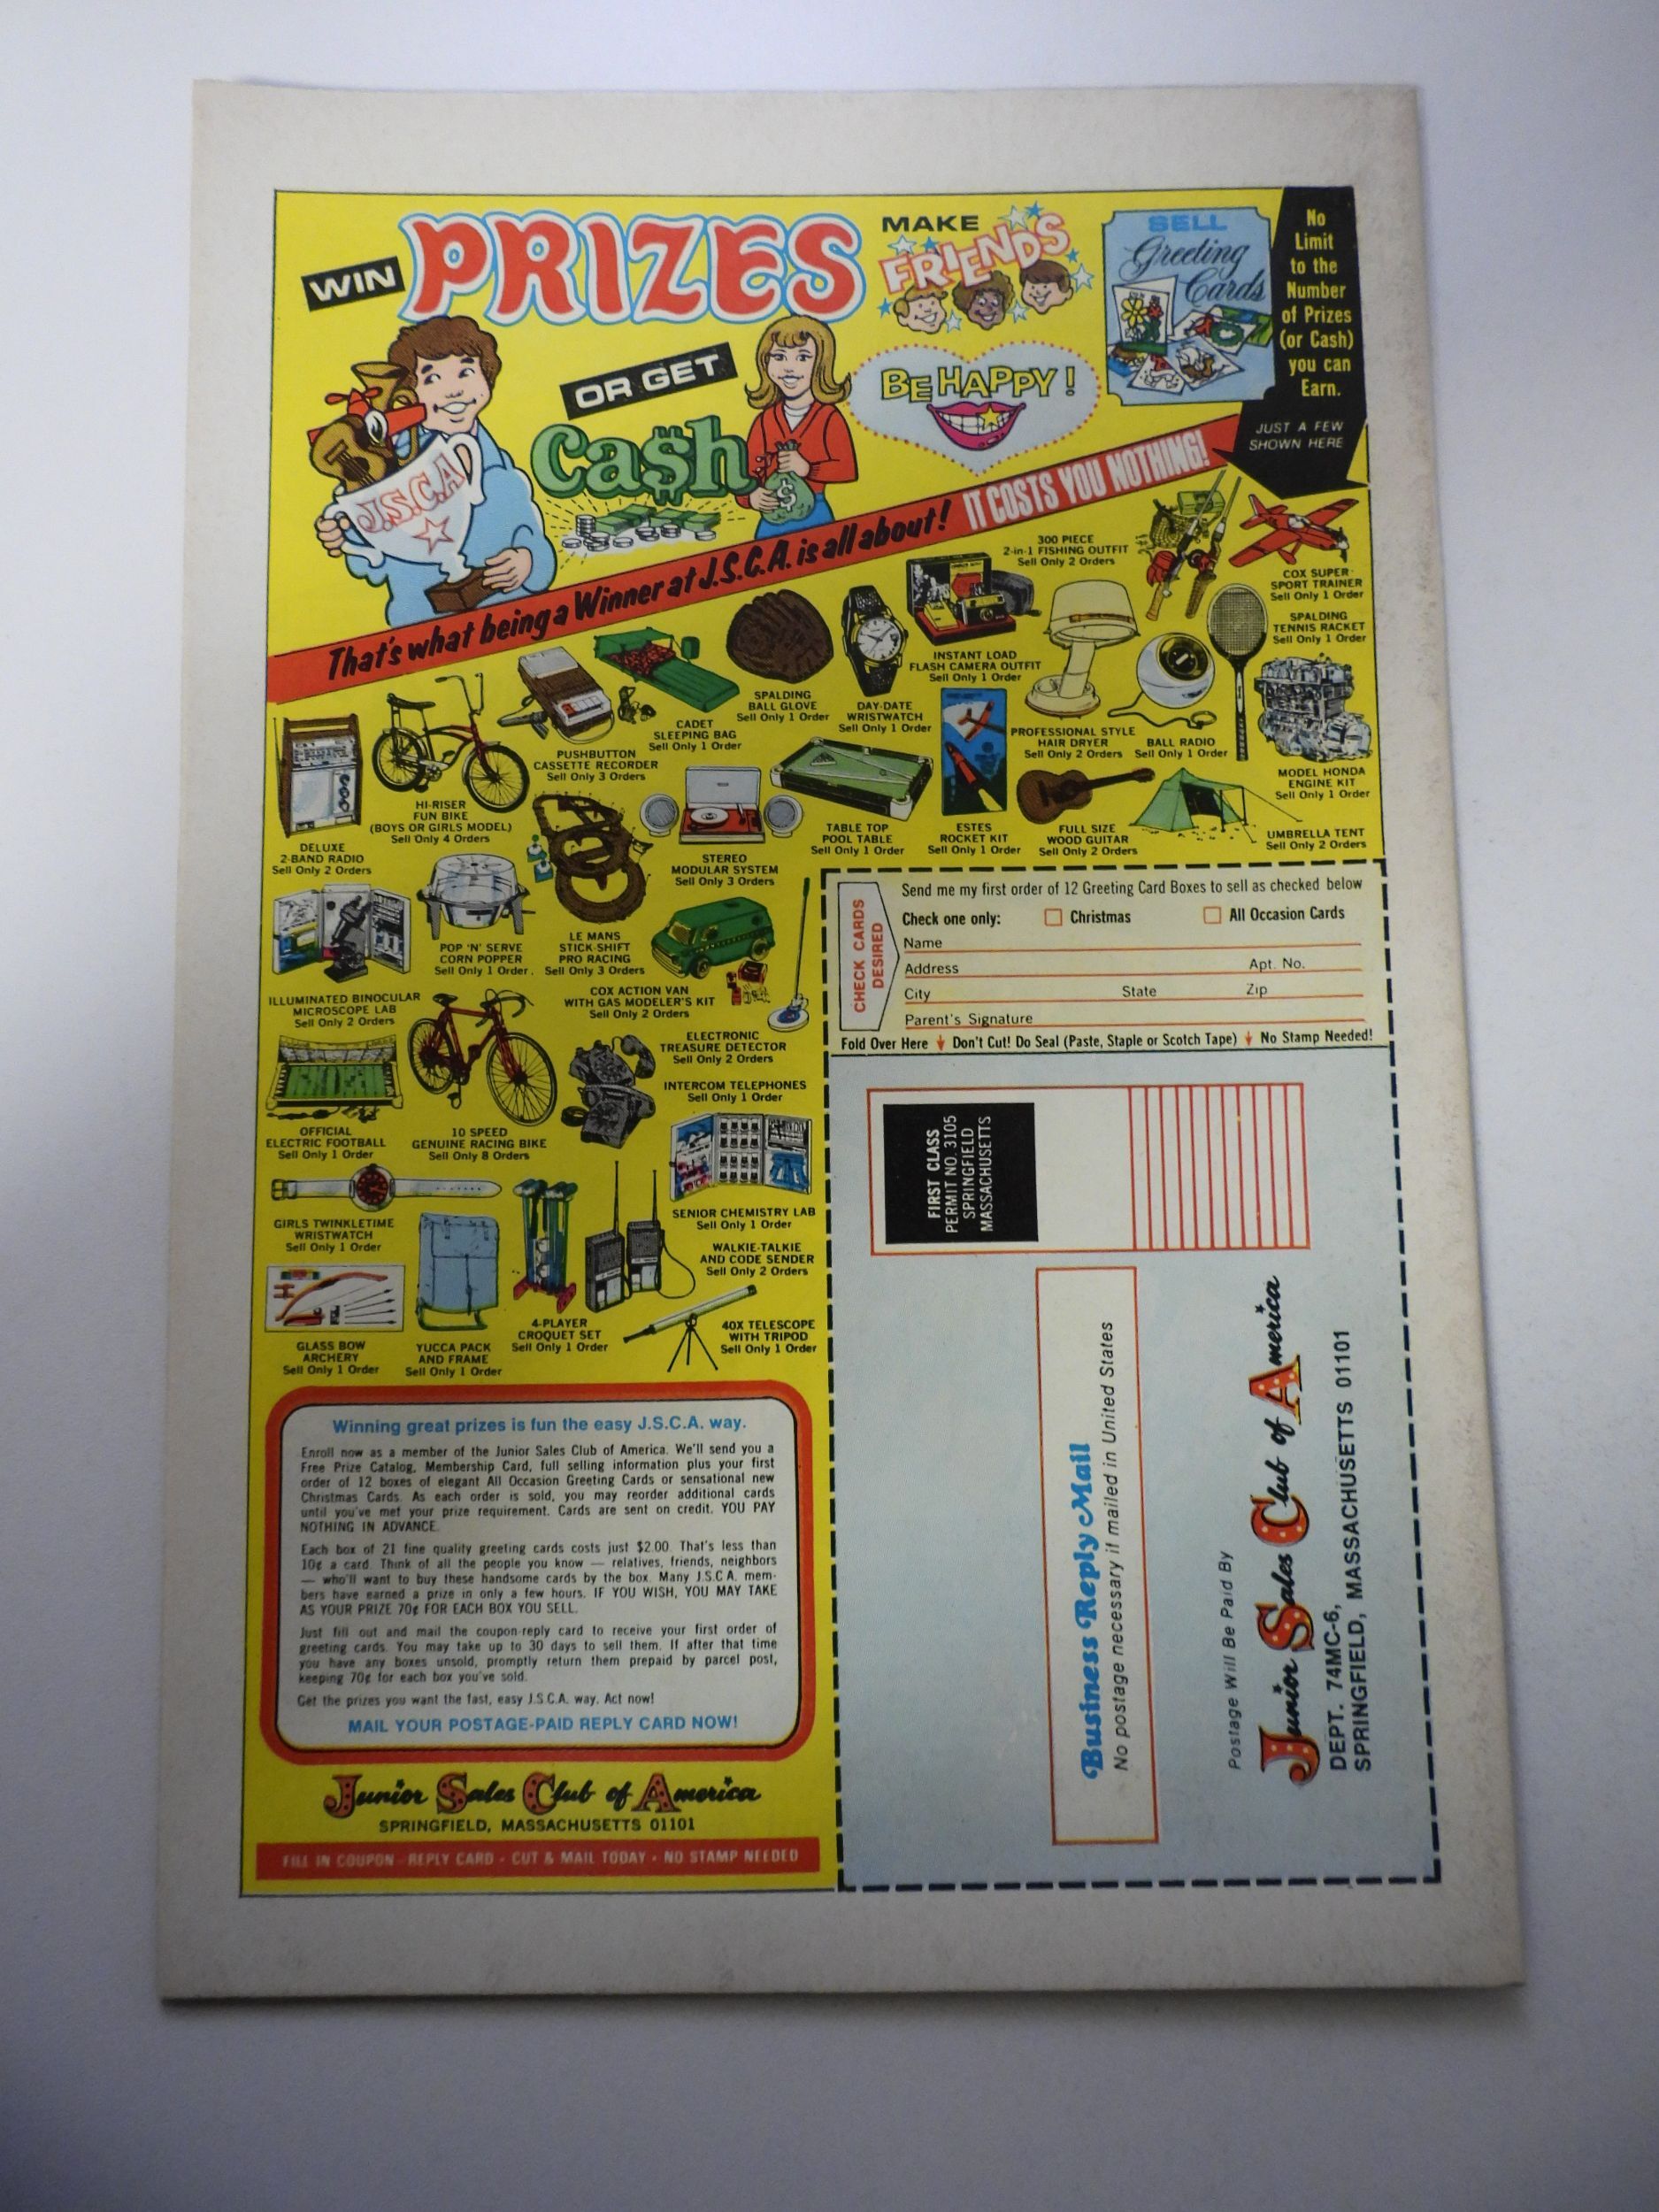 WIN
PRIZES
OR GET
Ca$h
J.S.C.A.
$
MAKE
FRIENDS
BE HAPPY!
SELL
Greeting
Cards
No
Limit
to the
Number
of Prizes
(or Cash)
you can
Earn.
JUST A FEW
SHOWN HERE
That's what being a Winner at J.S.C.A. is all about! IT COSTS YOU NOTHING!
300 PIECE
2-in-1 FISHING OUTFIT
Sell Only 2 Orders
COX SUPER-
SPORT TRAINER
Sell Only 1 Order
SPALDING
TENNIS RACKET
Sell Only 1 Order
INSTANT LOAD
FLASH CAMERA OUTFIT
Sell Only 1 Order
SPALDING
BALL GLOVE
Sell Only 1 Order
DAY-DATE
WRISTWATCH
Sell Only 1 Order
CADET
SLEEPING BAG
Sell Only 1 Order
PUSHBUTTON
CASSETTE RECORDER
Sell Only 3 Orders
PROFESSIONAL STYLE
HAIR DRYER
Sell Only 2 Orders
BALL RADIO
Sell Only 1 Order
MODEL HONDA
ENGINE KIT
Sell Only 1 Order
HI-RISER
FUN BIKE
(BOYS OR GIRLS MODEL)
Sell Only 4 Orders
DELUXE
2-BAND RADIO
Sell Only 2 Orders
STEREO
MODULAR SYSTEM
Sell Only 3 Orders
TABLE TOP
POOL TABLE
Sell Only 1 Order
ESTES
ROCKET KIT
Sell Only 1 Order
FULL SIZE
WOOD GUITAR
Sell Only 2 Orders
UMBRELLA TENT
Sell Only 2 Orders
POP 'N' SERVE
CORN POPPER
Sell Only 1 Order
LE MANS
STICK-SHIFT
PRO RACING
Sell Only 3 Orders
ILLUMINATED BINOCULAR
MICROSCOPE LAB
Sell Only 2 Orders
COX ACTION VAN
WITH GAS MODELER'S KIT
Sell Only 2 Orders
ELECTRONIC
TREASURE DETECTOR
Sell Only 2 Orders
INTERCOM TELEPHONES
Sell Only 1 Order
OFFICIAL
ELECTRIC FOOTBALL
Sell Only 1 Order
10 SPEED
GENUINE RACING BIKE
Sell Only 8 Orders
SENIOR CHEMISTRY LAB
Sell Only 1 Order
GIRLS TWINKLETIME
WRISTWATCH
Sell Only 1 Order
WALKIE-TALKIE
AND CODE SENDER
Sell Only 2 Orders
GLASS BOW
ARCHERY
Sell Only 1 Order
YUCCA PACK
AND FRAME
Sell Only 1 Order
4-PLAYER
CROQUET SET
Sell Only 1 Order
40X TELESCOPE
WITH TRIPOD
Sell Only 1 Order
Winning great prizes is fun the easy J.S.C.A. way.
Enroll now as a member of the Junior Sales Club of America. We'll send you a
Free Prize Catalog, Membership Card, full selling information plus your first
order of 12 boxes of elegant All Occasion Greeting Cards or sensational new
Christmas Cards. As each order is sold, you may reorder additional cards
until you've met your prize requirement. Cards are sent on credit. YOU PAY
NOTHING IN ADVANCE.
Each box of 21 fine quality greeting cards costs just $2.00. That's less than
10¢ a card. Think of all the people you know — relatives, friends, neighbors
— who'll want to buy these handsome cards by the box. Many J.S.C.A. mem-
bers have earned a prize in only a few hours. IF YOU WISH, YOU MAY TAKE
AS YOUR PRIZE 70¢ FOR EACH BOX YOU SELL.
Just fill out and mail the coupon-reply card to receive your first order of
greeting cards. You may take up to 30 days to sell them. If after that time
you have any boxes unsold, promptly return them prepaid by parcel post,
keeping 70¢ for each box you've sold.
Get the prizes you want the fast, easy J.S.C.A. way. Act now!
MAIL YOUR POSTAGE-PAID REPLY CARD NOW!
Junior Sales Club of America
SPRINGFIELD, MASSACHUSETTS 01101
FILL IN COUPON - REPLY CARD - CUT & MAIL TODAY - NO STAMP NEEDED
CHECK CARDS
DESIRED
Send me my first order of 12 Greeting Card Boxes to sell as checked below
Check one only: Christmas All Occasion Cards
Name
Address Apt. No.
City State Zip
Parent's Signature
Fold Over Here Don't Cut! Do Seal (Paste, Staple or Scotch Tape) No Stamp Needed!
FIRST CLASS
PERMIT NO. 3105
SPRINGFIELD
MASSACHUSETTS
Business Reply Mail
No postage necessary if mailed in United States
Postage Will Be Paid By
Junior Sales Club of America
DEPT. 74MC-6,
SPRINGFIELD, MASSACHUSETTS 01101